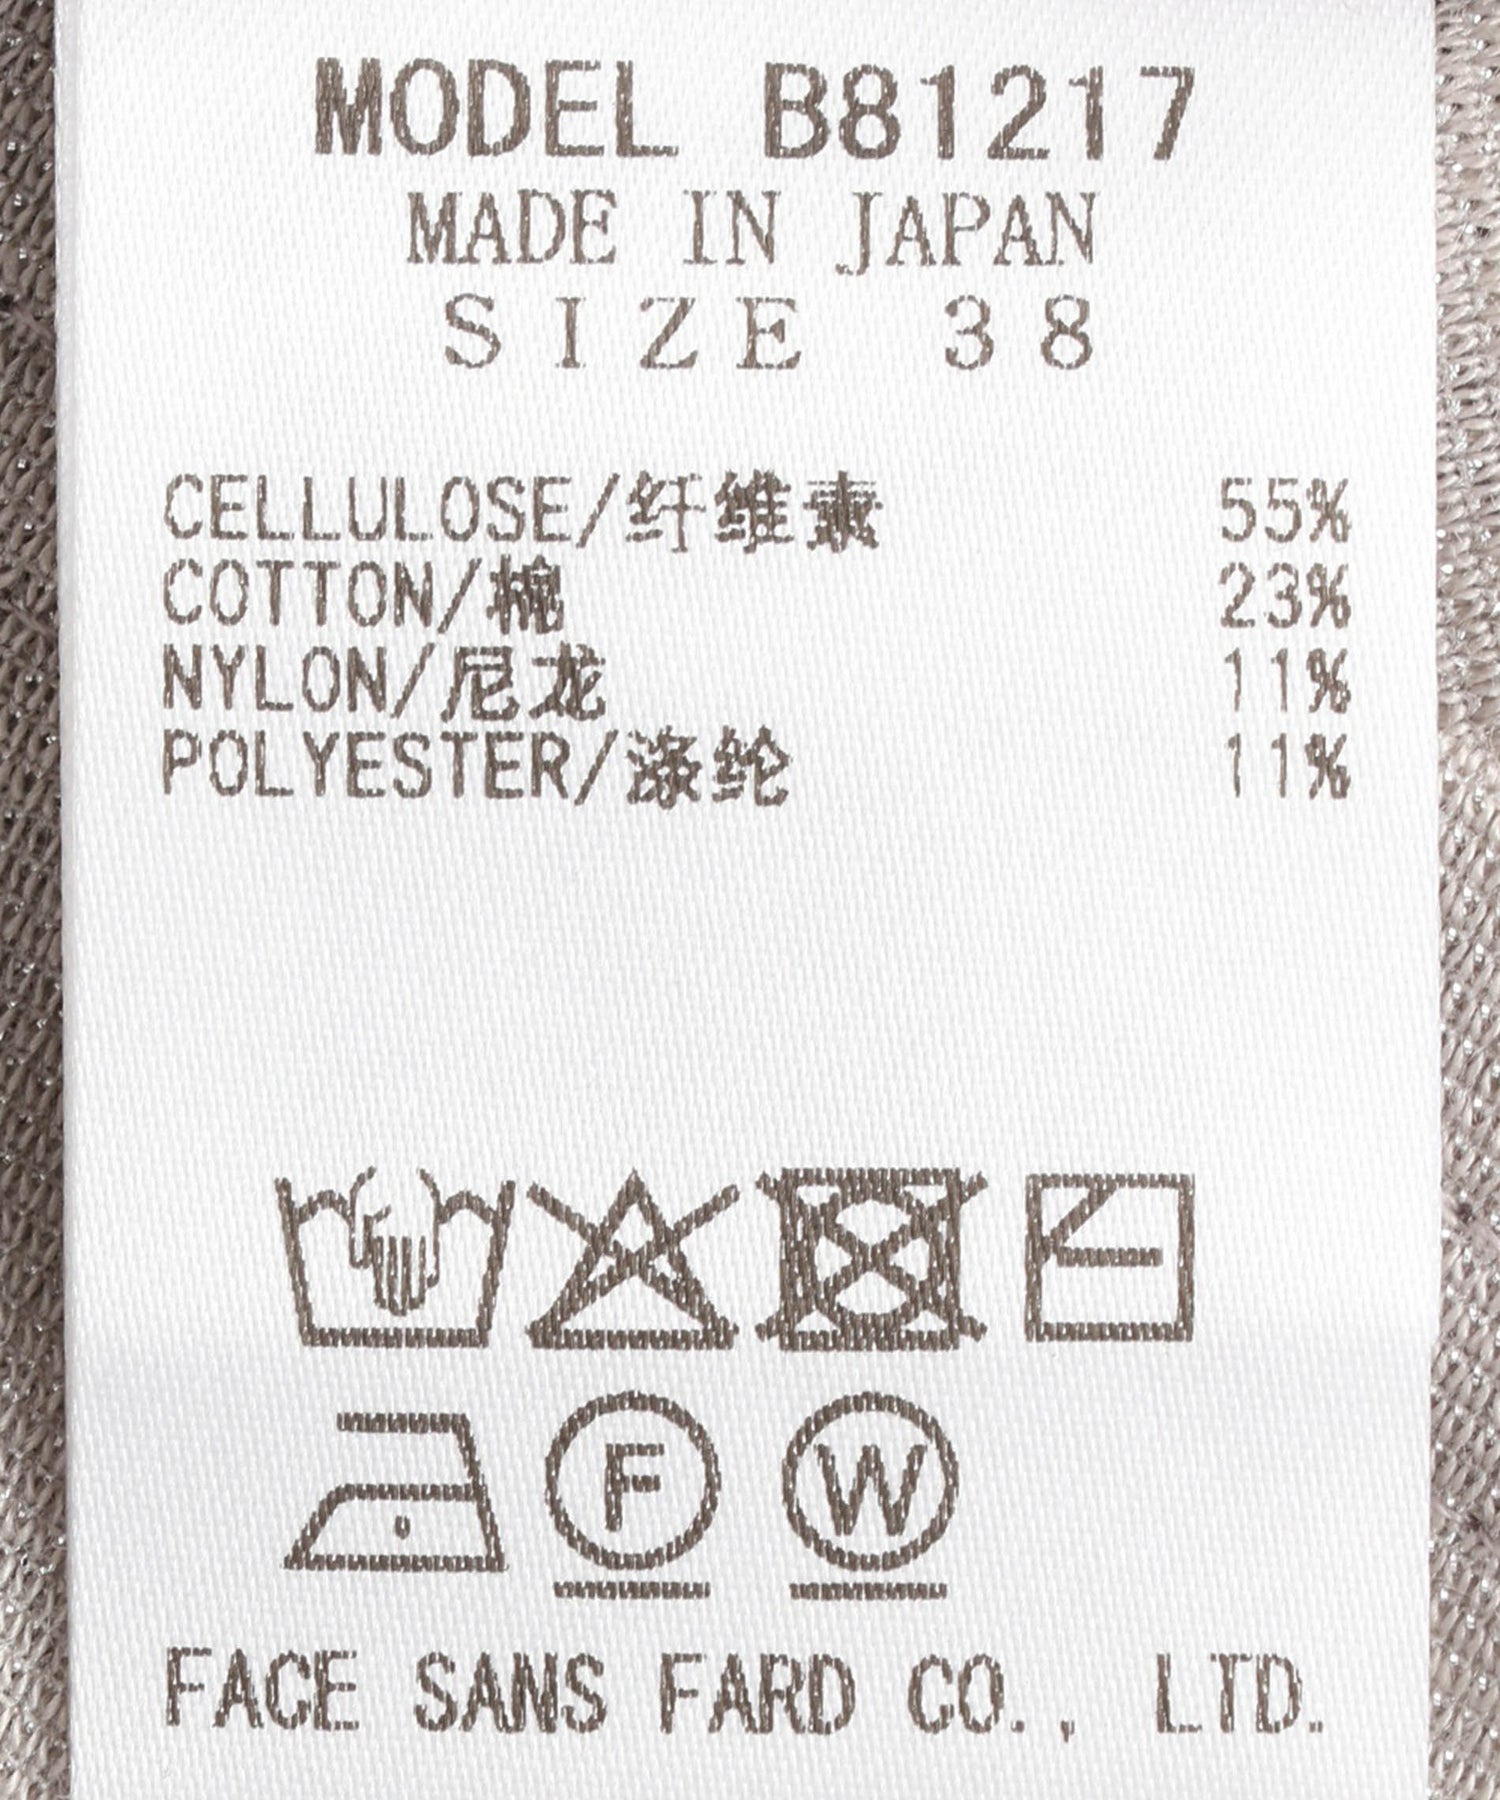 MODEL B81217
MADE IN JAPAN
SIZE 38
CELLULOSE/纤维素 55%
COTTON/棉 23%
NYLON/尼龙 11%
POLYESTER/涤纶 11%
F W
FACE SANS FARD CO., LTD.